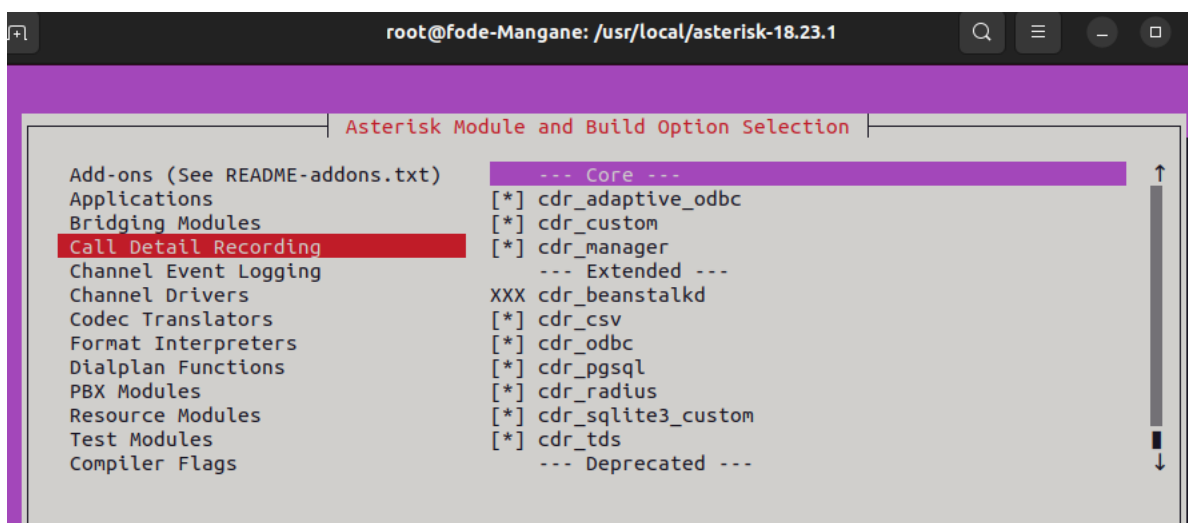 root@fode-Mangane: /usr/local/asterisk-18.23.1
Asterisk Module and Build Option Selection
Add-ons (See README-addons.txt) --- Core ---
Applications [*] cdr_adaptive_odbc
Bridging Modules [*] cdr_custom
Call Detail Recording [*] cdr_manager
Channel Event Logging --- Extended ---
Channel Drivers XXX cdr_beanstalkd
Codec Translators [*] cdr_csv
Format Interpreters [*] cdr_odbc
Dialplan Functions [*] cdr_pgsql
PBX Modules [*] cdr_radius
Resource Modules [*] cdr_sqlite3_custom
Test Modules [*] cdr_tds
Compiler Flags --- Deprecated ---